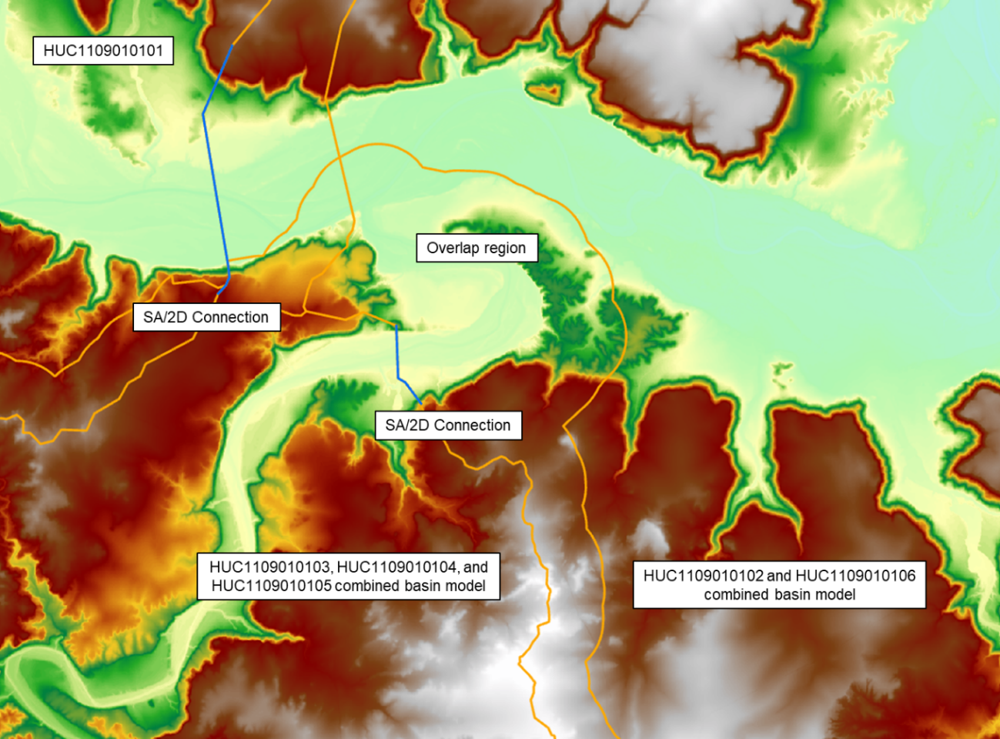 HUC1109010101
Overlap region
SA/2D Connection
SA/2D Connection
HUC1109010103, HUC1109010104, and
HUC1109010105 combined basin model
HUC1109010102 and HUC1109010106
combined basin model